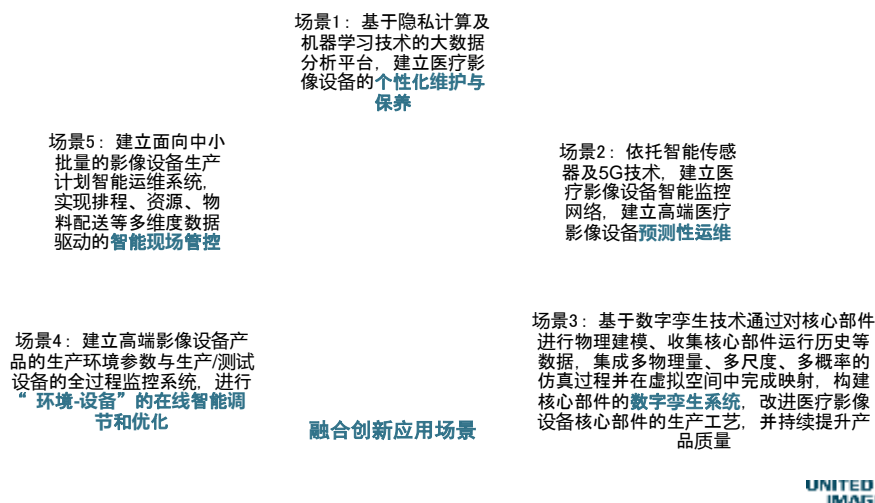 场景1：基于隐私计算及
机器学习技术的大数据
分析平台，建立医疗影
像设备的个性化维护与
保养
场景2：依托智能传感
器及5G技术，建立医
疗影像设备智能监控
网络，建立高端医疗
影像设备预测性运维
场景3：基于数字孪生技术通过对核心部件
进行物理建模、收集核心部件运行历史等
数据，集成多物理量、多尺度、多概率的
仿真过程并在虚拟空间中完成映射，构建
核心部件的数字孪生系统，改进医疗影像
设备核心部件的生产工艺，并持续提升产
品质量
场景4：建立高端影像设备产
品的生产环境参数与生产/测试
设备的全过程监控系统，进行
“环境-设备”的在线智能调
节和优化
场景5：建立面向中小
批量的影像设备生产
计划智能运维系统，
实现排程、资源、物
料配送等多维度数据
驱动的智能现场管控
融合创新应用场景
UNITED
IMAG